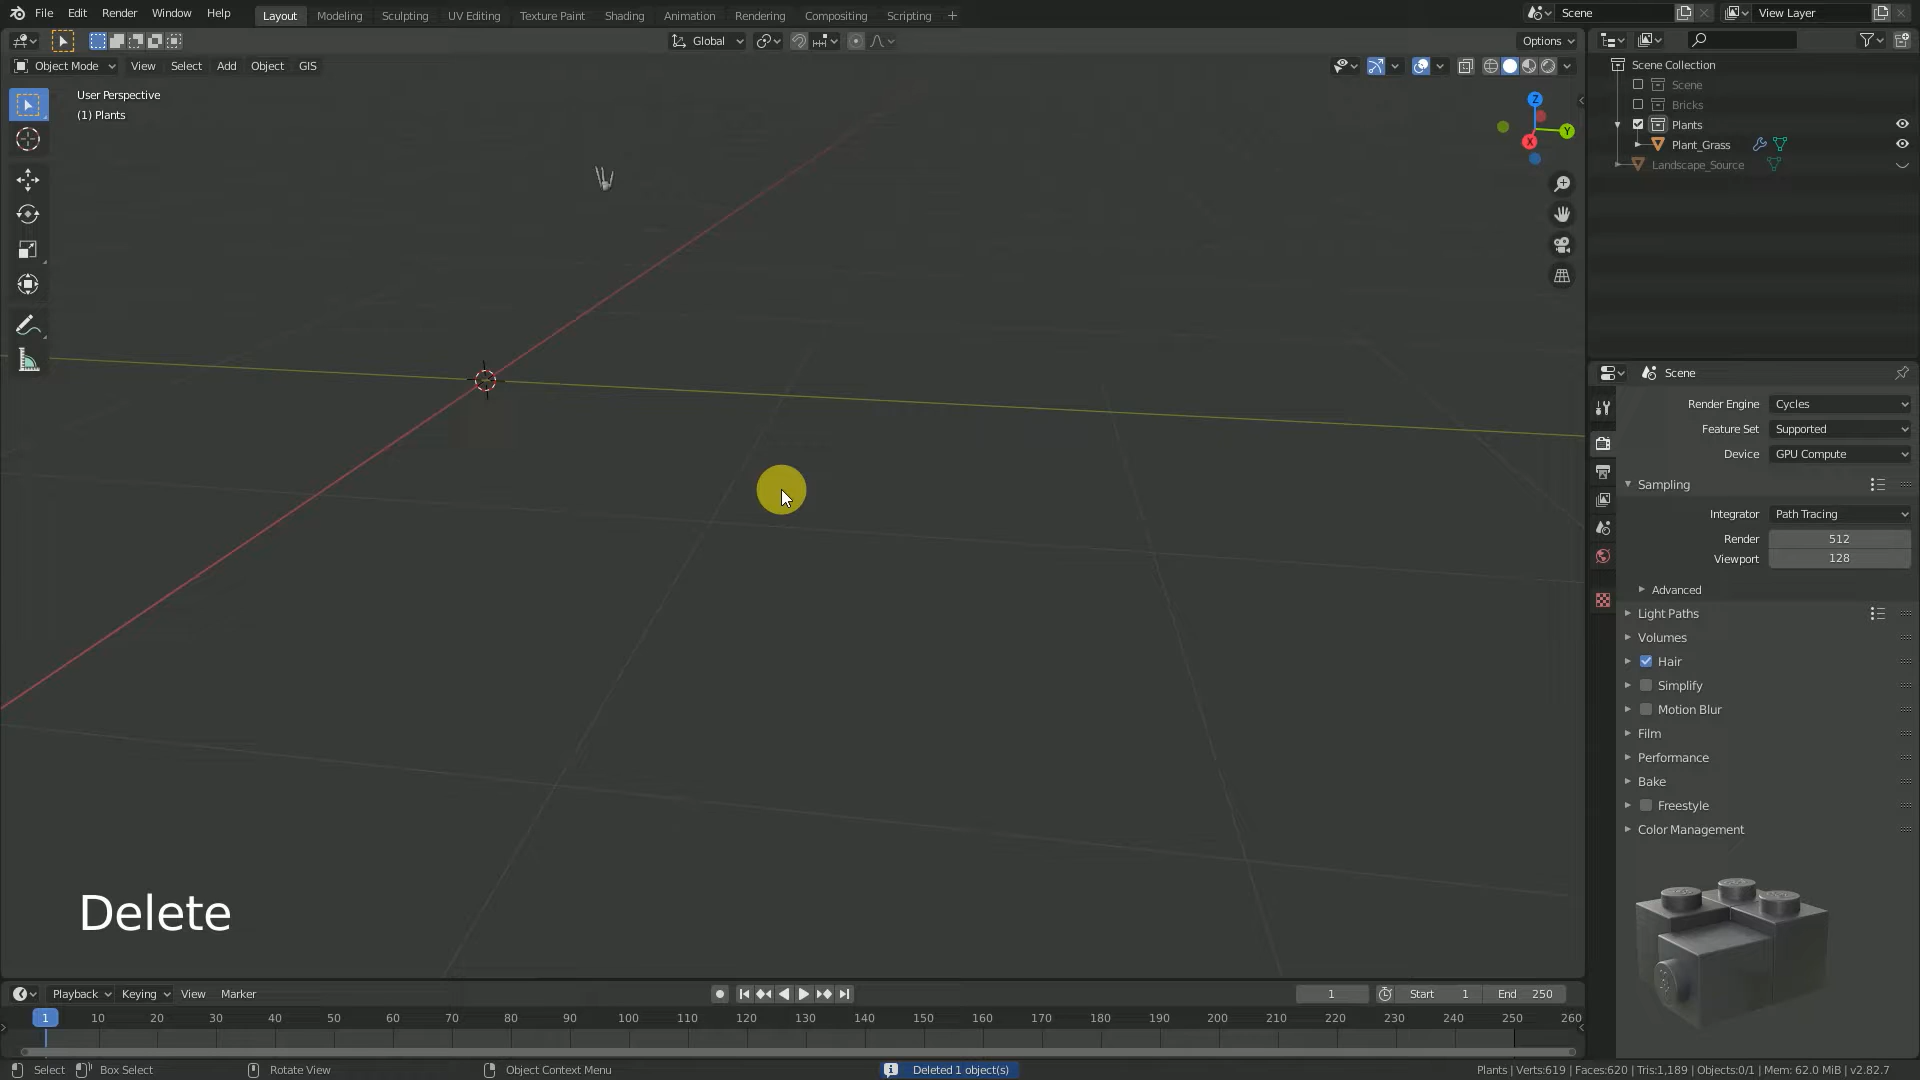 File Edit Render Window Help Layout Modeling Sculpting UV Editing Texture Paint Shading Animation Rendering Compositing Scripting + Scene View Layer
Global Options
Object Mode View Select Add Object GIS
User Perspective
(1) Plants
Z
Y
X
Scene Collection
Scene
Bricks
Plants
Plant_Grass
Landscape_Source
Scene
Render Engine Cycles
Feature Set Supported
Device GPU Compute
Sampling
Integrator Path Tracing
Render 512
Viewport 128
Advanced
Light Paths
Volumes
Hair
Simplify
Motion Blur
Film
Performance
Bake
Freestyle
Color Management
Delete
Playback Keying View Marker 1 Start 1 End 250
1 10 20 30 40 50 60 70 80 90 100 110 120 130 140 150 160 170 180 190 200 210 220 230 240 250 260
Select Box Select Rotate View Object Context Menu Deleted 1 object(s) Plants | Verts:619 | Faces:620 | Tris:1,189 | Objects:0/1 | Mem: 62.0 MiB | v2.82.7